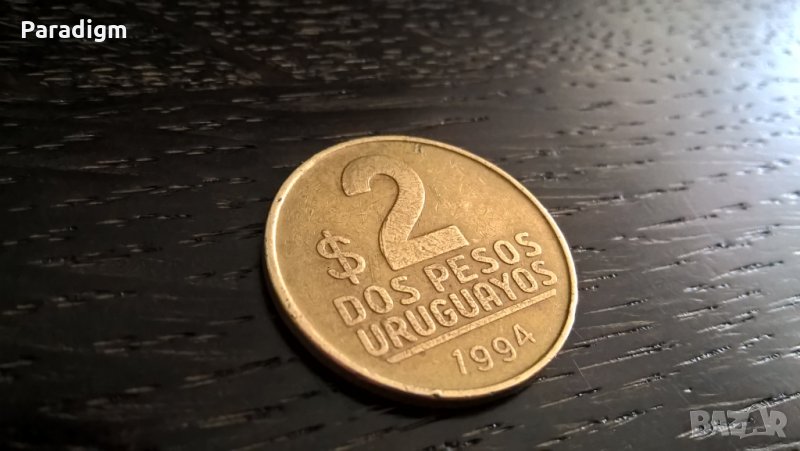 Paradigm
2
$
DOS PESOS
URUGUAYOS
1994
BAZAR